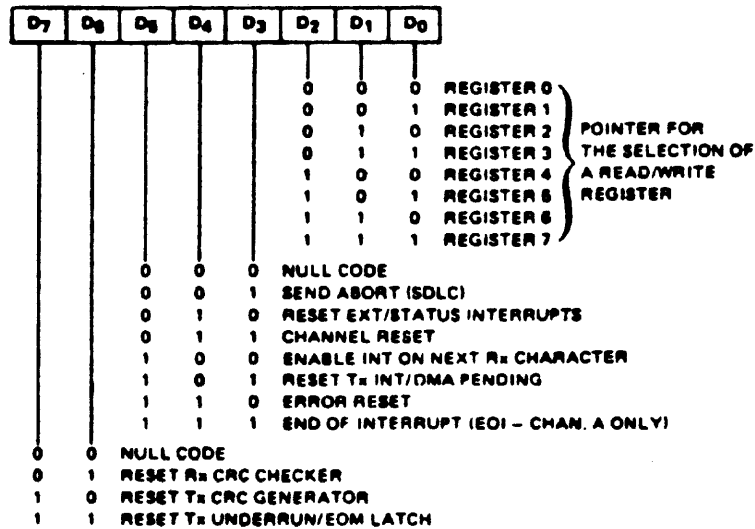 D7 D6 D5 D4 D3 D2 D1 D0
0 0 0 REGISTER 0
0 0 1 REGISTER 1
0 1 0 REGISTER 2
0 1 1 REGISTER 3
1 0 0 REGISTER 4
1 0 1 REGISTER 5
1 1 0 REGISTER 6
1 1 1 REGISTER 7
POINTER FOR
THE SELECTION OF
A READ/WRITE
REGISTER
0 0 0 NULL CODE
0 0 1 SEND ABORT (SDLC)
0 1 0 RESET EXT/STATUS INTERRUPTS
0 1 1 CHANNEL RESET
1 0 0 ENABLE INT ON NEXT Rx CHARACTER
1 0 1 RESET Tx INT/DMA PENDING
1 1 0 ERROR RESET
1 1 1 END OF INTERRUPT (EOI – CHAN. A ONLY)
0 0 NULL CODE
0 1 RESET Rx CRC CHECKER
1 0 RESET Tx CRC GENERATOR
1 1 RESET Tx UNDERRUN/EOM LATCH